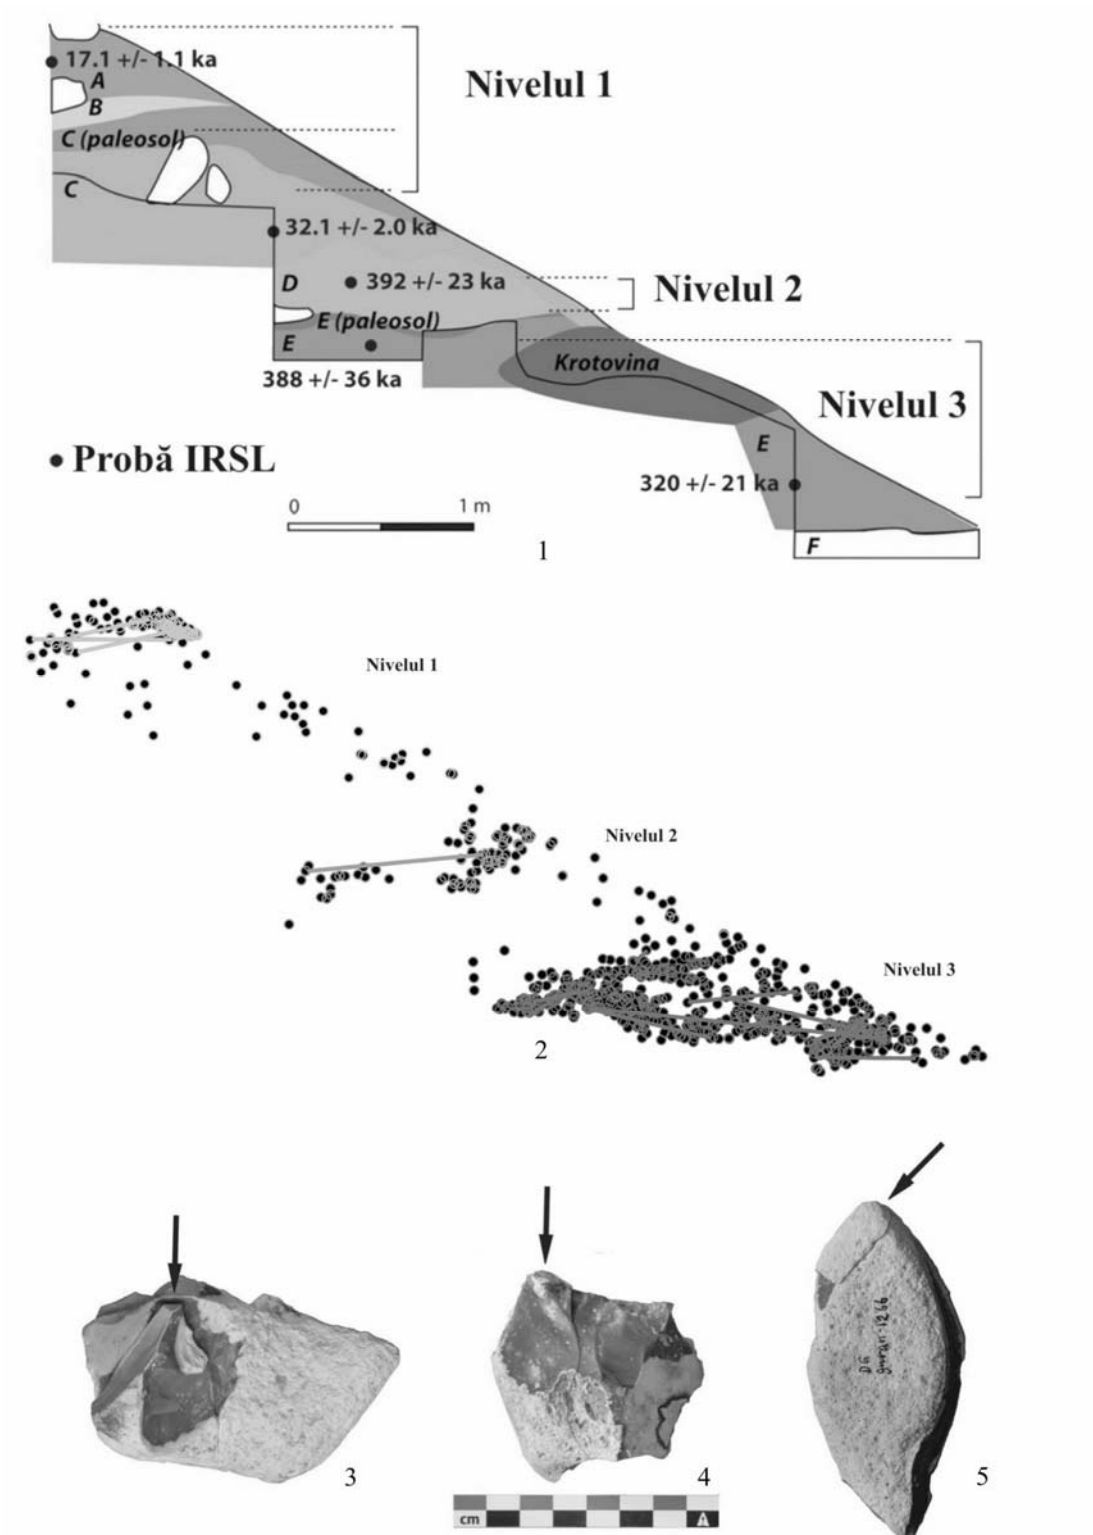 17.1 +/- 1.1 ka
A
Nivelul 1
B
C (paleosol)
C
32.1 +/- 2.0 ka
D
392 +/- 23 ka
Nivelul 2
E (paleosol)
E
388 +/- 36 ka
Krotovina
Nivelul 3
Probă IRSL
E
320 +/- 21 ka
0 1 m
F
1
Nivelul 1
Nivelul 2
Nivelul 3
2
3
4
5
cm